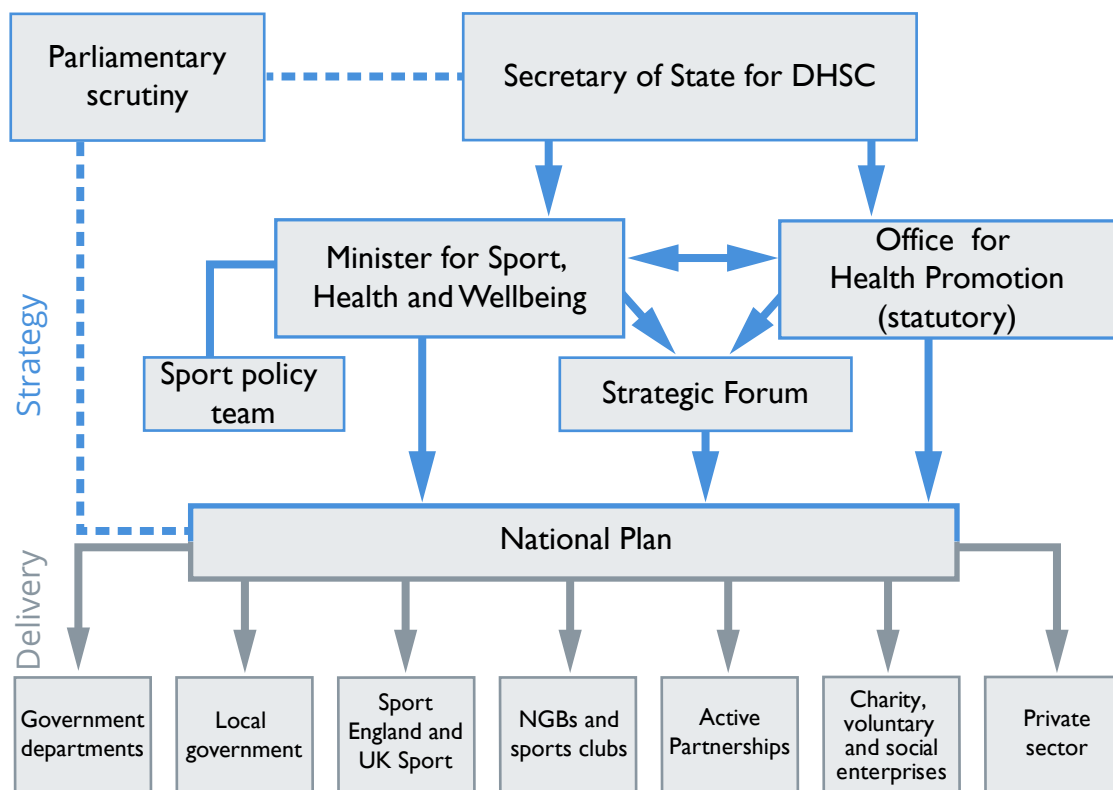 Parliamentary
scrutiny
Secretary of State for DHSC
Minister for Sport,
Health and Wellbeing
Office for
Health Promotion
(statutory)
Strategy
Sport policy
team
Strategic Forum
National Plan
Delivery
Government
departments
Local
government
Sport
England and
UK Sport
NGBs and
sports clubs
Active
Partnerships
Charity,
voluntary
and social
enterprises
Private
sector